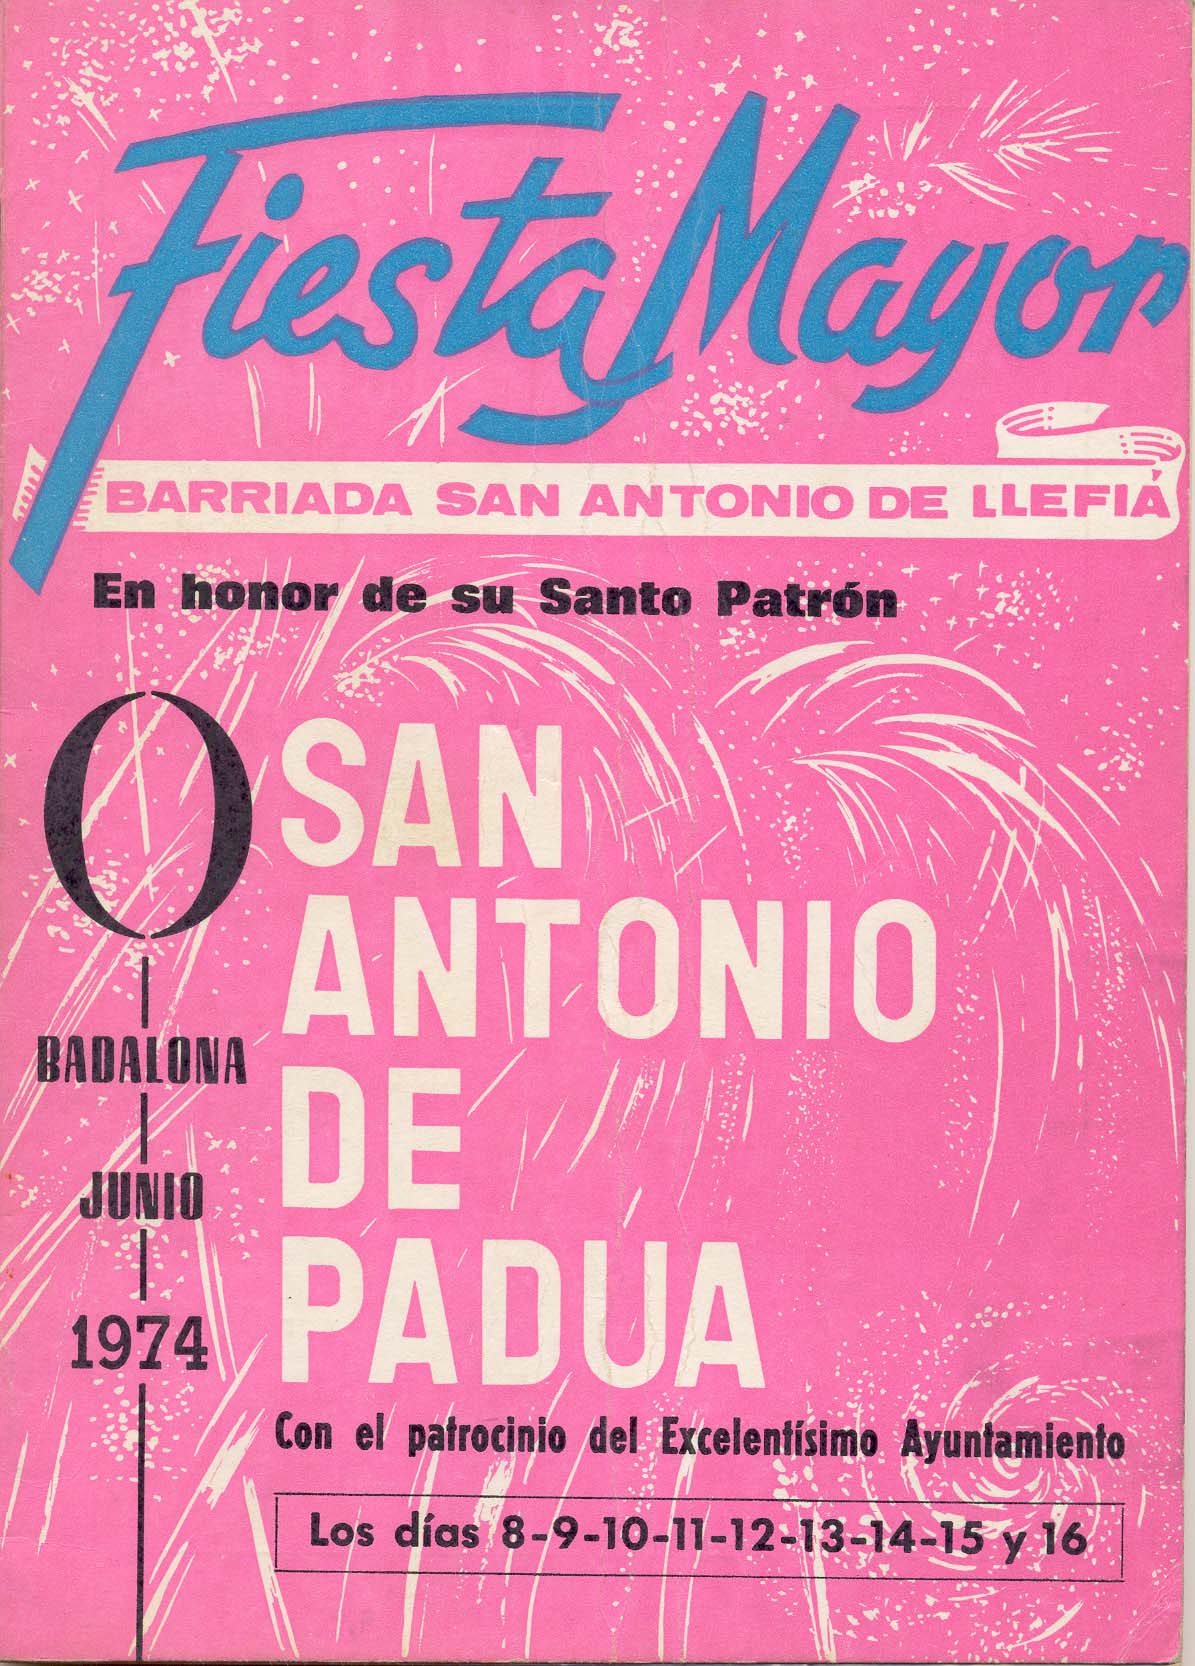 Fiesta Mayor
BARRIADA SAN ANTONIO DE LLEFIÁ
En honor de su Santo Patrón
SAN
ANTONIO
DE
PADUA
BADALONA
JUNIO
1974
Con el patrocinio del Excelentísimo Ayuntamiento
Los días 8-9-10-11-12-13-14-15 y 16